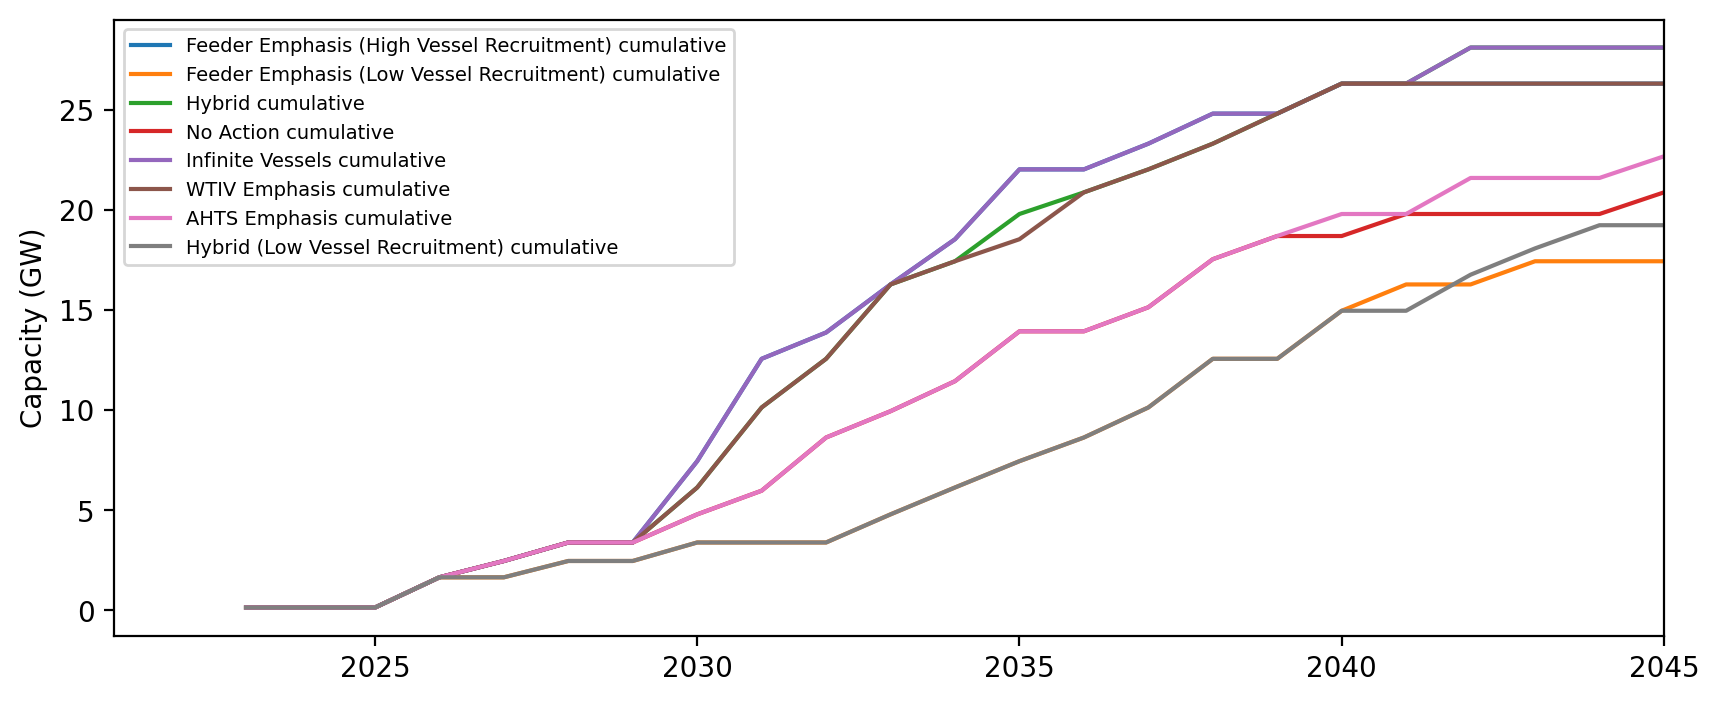 Feeder Emphasis (High Vessel Recruitment) cumulative
Feeder Emphasis (Low Vessel Recruitment) cumulative
Hybrid cumulative
No Action cumulative
Infinite Vessels cumulative
WTIV Emphasis cumulative
AHTS Emphasis cumulative
Hybrid (Low Vessel Recruitment) cumulative
Capacity (GW)
25
20
15
10
5
0
2025
2030
2035
2040
2045